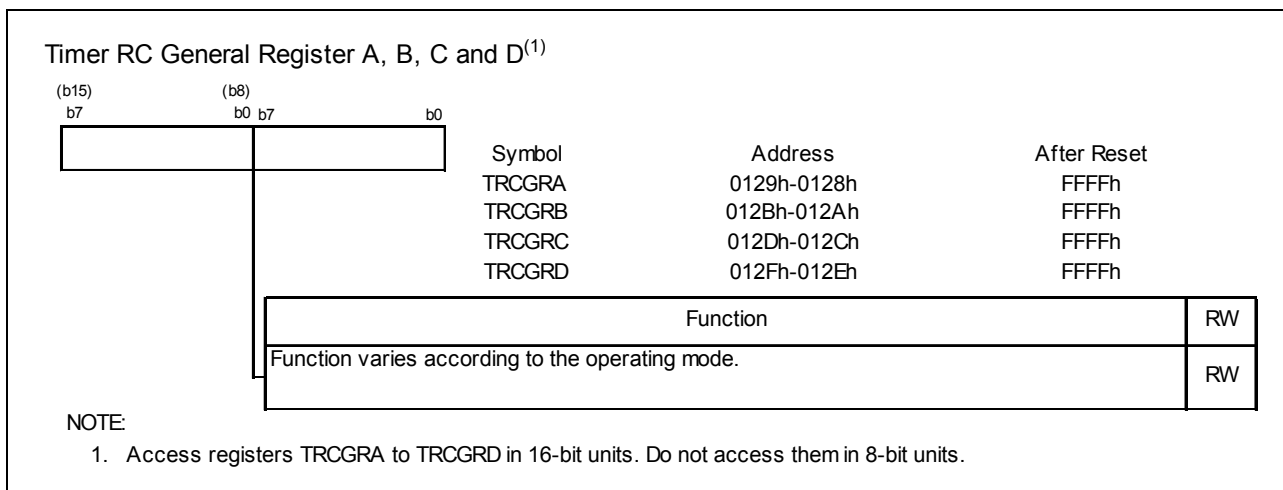 Timer RC General Register A, B, C and D(1)
(b15) (b8)
b7 b0 b7 b0
Symbol Address After Reset
TRCGRA 0129h-0128h FFFFh
TRCGRB 012Bh-012Ah FFFFh
TRCGRC 012Dh-012Ch FFFFh
TRCGRD 012Fh-012Eh FFFFh
Function RW
Function varies according to the operating mode. RW
NOTE:
1. Access registers TRCGRA to TRCGRD in 16-bit units. Do not access them in 8-bit units.